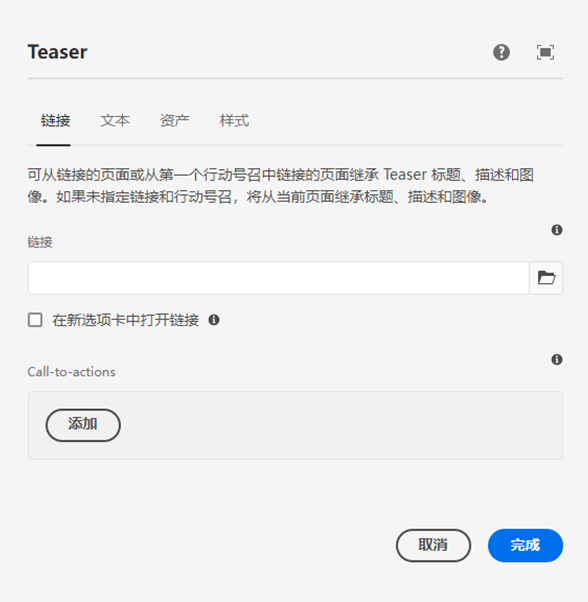 Teaser
链接 文本 资产 样式
可从链接的页面或从第一个行动号召中链接的页面继承 Teaser 标题、描述和图
像。如果未指定链接和行动号召，将从当前页面继承标题、描述和图像。
链接
在新选项卡中打开链接
Call-to-actions
添加
取消 完成